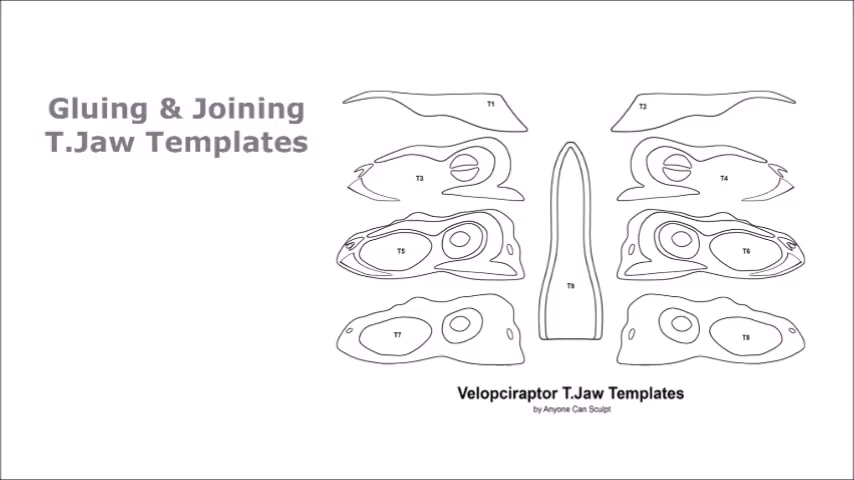 Gluing & Joining
T.Jaw Templates
T1
T2
T3
T4
T5
T6
T7
T8
T9
Velopciraptor T.Jaw Templates
by Anyone Can Sculpt